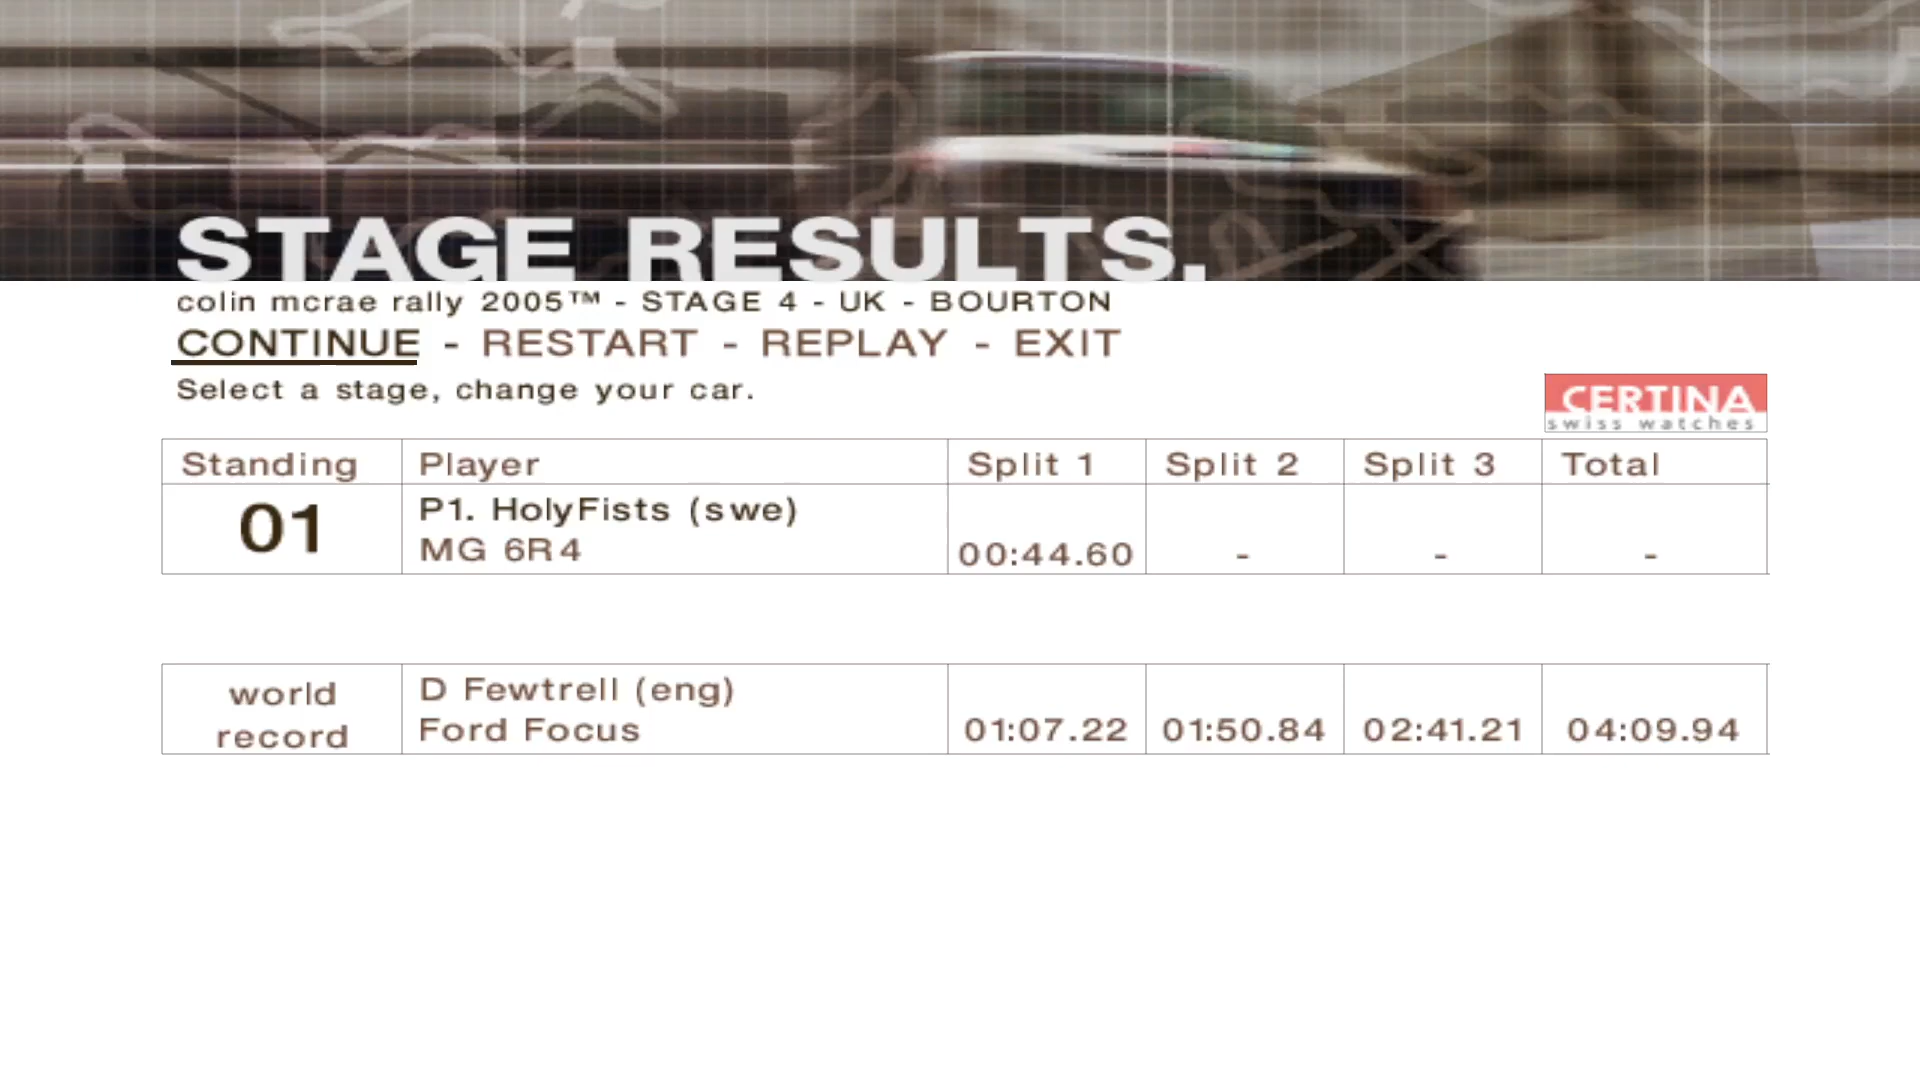 STAGE RESULTS.
colin mcrae rally 2005™ - STAGE 4 - UK - BOURTON
CONTINUE - RESTART - REPLAY - EXIT
Select a stage, change your car.
CERTINA
swiss watches
Standing Player Split 1 Split 2 Split 3 Total
01 P1. HolyFists (swe)
MG 6R4 00:44.60 - - -
world D Fewtrell (eng)
record Ford Focus 01:07.22 01:50.84 02:41.21 04:09.94